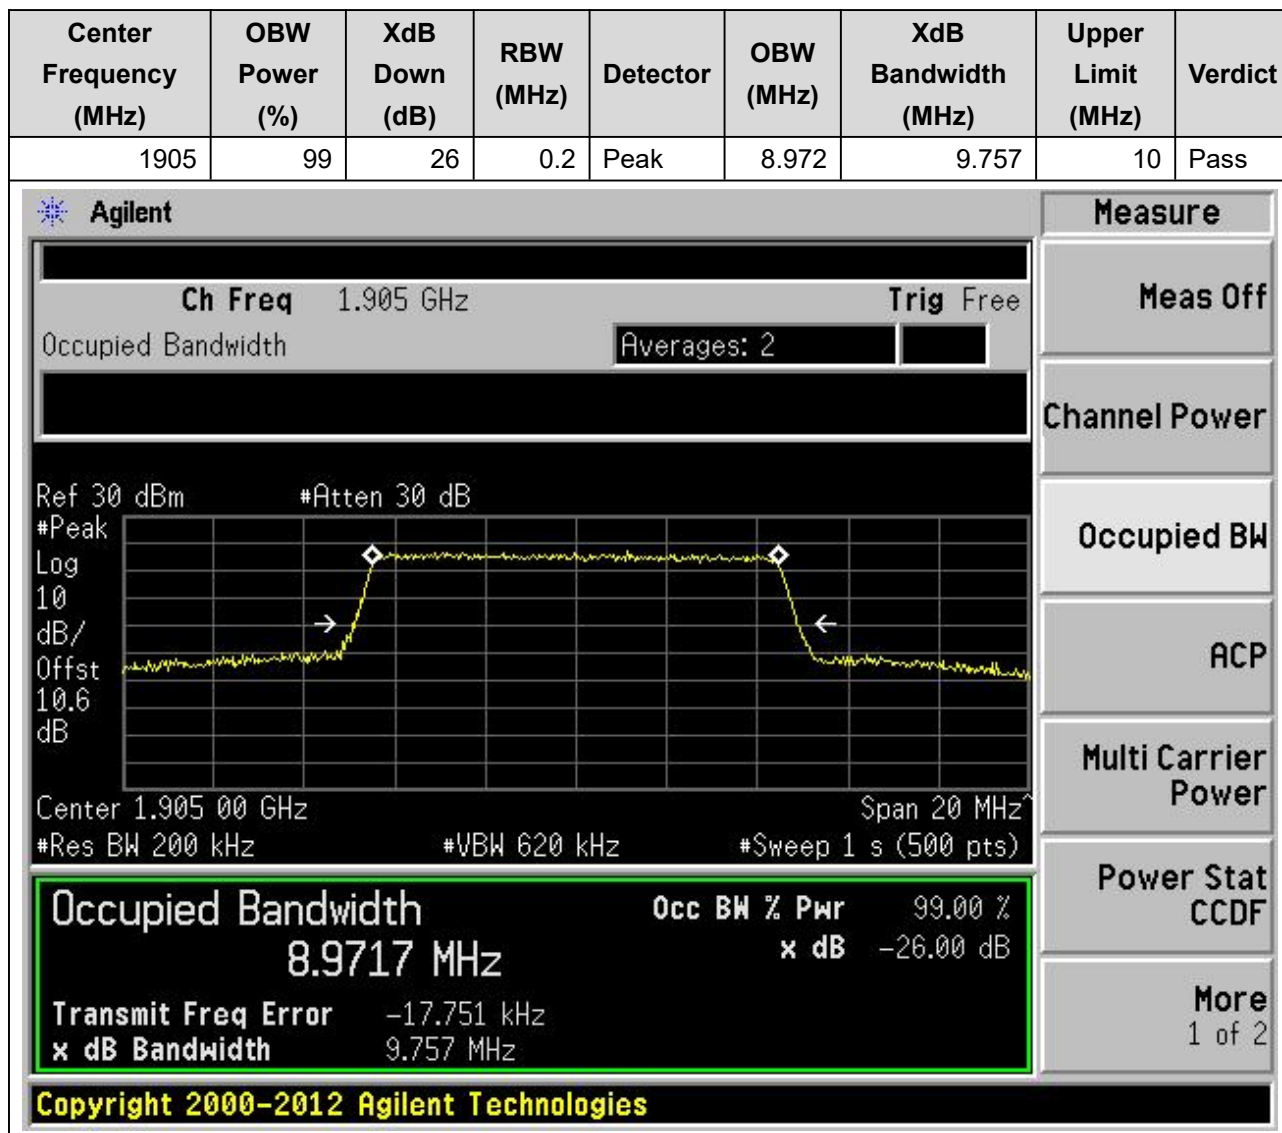 Center Frequency (MHz) OBW Power (%) XdB Down (dB) RBW (MHz) Detector OBW (MHz) XdB Bandwidth (MHz) Upper Limit (MHz) Verdict
1905 99 26 0.2 Peak 8.972 9.757 10 Pass
Agilent
Measure
Ch Freq 1.905 GHz Trig Free
Meas Off
Occupied Bandwidth Averages: 2
Channel Power
Ref 30 dBm #Atten 30 dB
#Peak
Log
10
dB/
Offst
10.6
dB
Occupied BW
ACP
Multi Carrier
Power
Center 1.905 00 GHz Span 20 MHz^
#Res BW 200 kHz #VBW 620 kHz #Sweep 1 s (500 pts)
Power Stat
CCDF
Occupied Bandwidth Occ BW % Pwr 99.00 %
8.9717 MHz x dB -26.00 dB
Transmit Freq Error -17.751 kHz
x dB Bandwidth 9.757 MHz
More
1 of 2
Copyright 2000-2012 Agilent Technologies